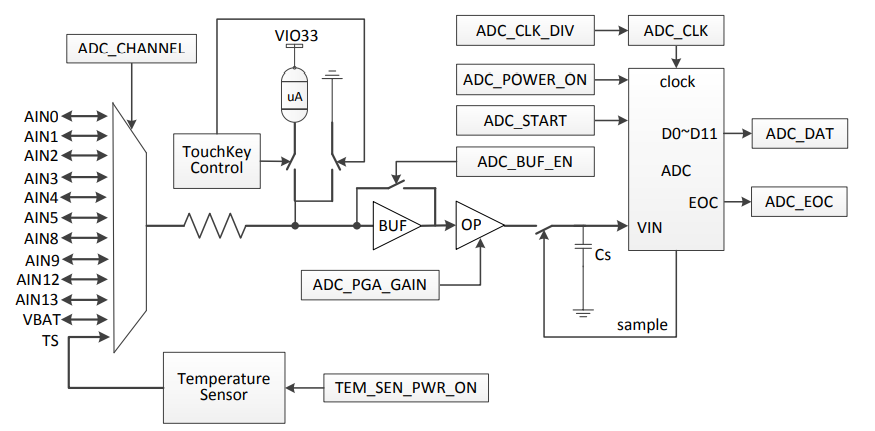 ADC_CHANNEL
VIO33
uA
ADC_CLK_DIV
ADC_CLK
ADC_POWER_ON
clock
ADC_START
AIN0
AIN1
AIN2
AIN3
AIN4
AIN5
AIN8
AIN9
AIN12
AIN13
VBAT
TS
TouchKey
Control
D0~D11
ADC_DAT
ADC_BUF_EN
ADC
EOC
ADC_EOC
BUF
OP
VIN
Cs
ADC_PGA_GAIN
sample
Temperature
Sensor
TEM_SEN_PWR_ON